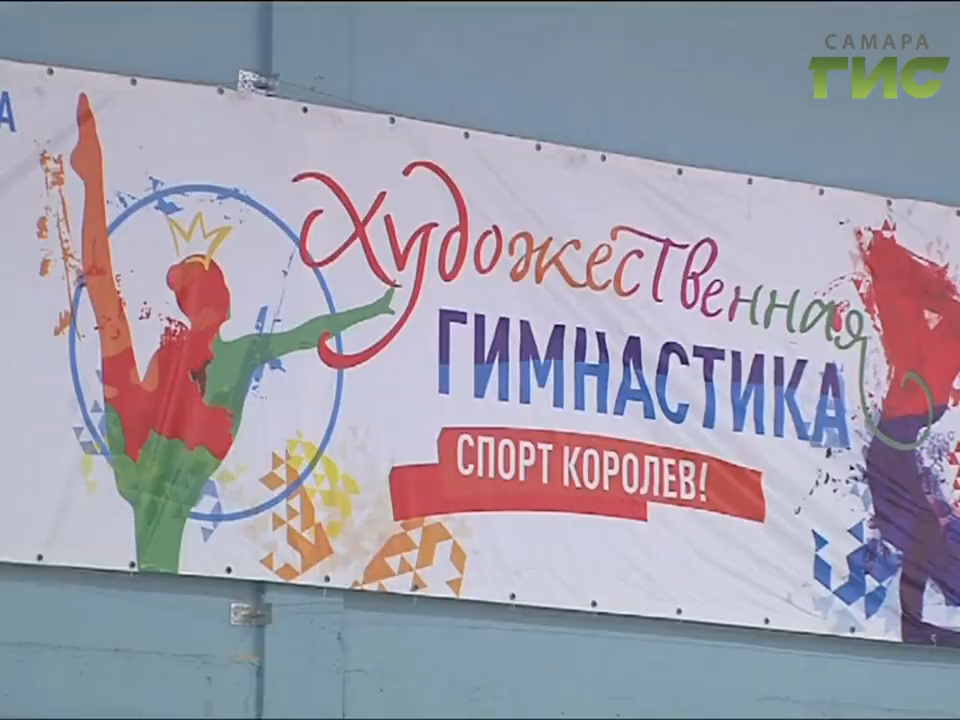 САМАРА
ГИС
А
Художественная
ГИМНАСТИКА
СПОРТ КОРОЛЕВ!